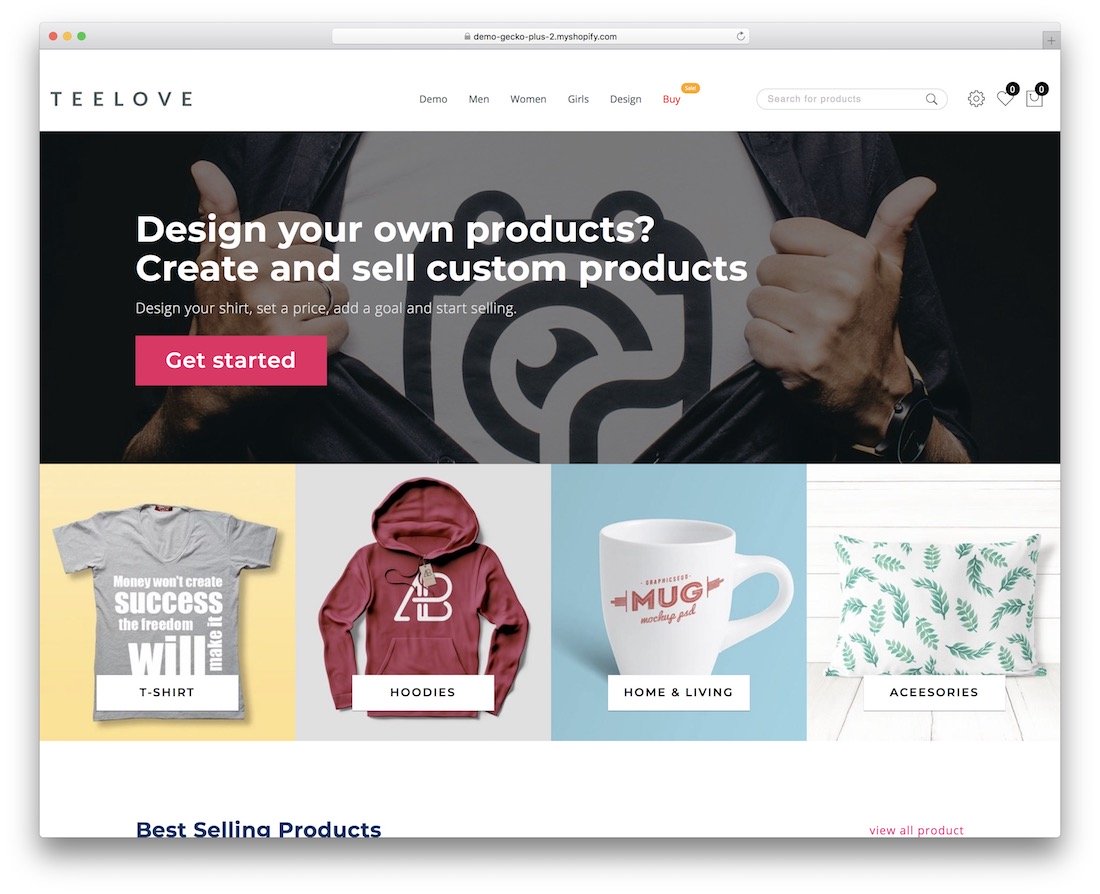 demo-gecko-plus-2.myshopify.com
TEELOVE
Demo Men Women Girls Design Buy
Sale
Search for products
0 0
Design your own products?
Create and sell custom products
Design your shirt, set a price, add a goal and start selling.
Get started
Money won't create
success
the freedom
will
make it
T-SHIRT
AB
HOODIES
GRAPHICSEGG
MUG
mockup psd
HOME & LIVING
ACEESORIES
Best Selling Products
view all product